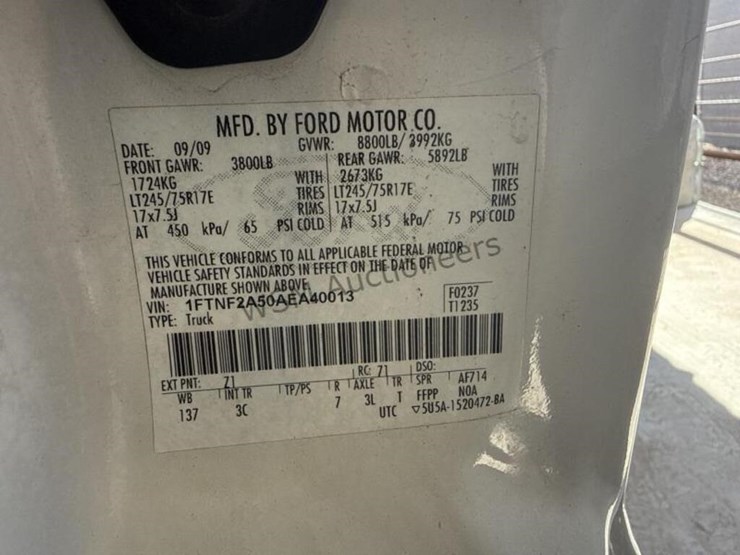 MFD. BY FORD MOTOR CO.
DATE: 09/09 GVWR: 8800LB/ 3992KG
FRONT GAWR: 3800LB REAR GAWR: 5892LB
1724KG WITH 2673KG WITH
LT245/75R17E TIRES LT245/75R17E TIRES
17x7.5J RIMS 17x7.5J RIMS
AT 450 kPa/ 65 PSI COLD AT 515 kPa/ 75 PSI COLD
THIS VEHICLE CONFORMS TO ALL APPLICABLE FEDERAL MOTOR
VEHICLE SAFETY STANDARDS IN EFFECT ON THE DATE OF
MANUFACTURE SHOWN ABOVE.
VIN: 1FTNF2A50AEA40013 F0237
TYPE: Truck T1235
WSM Auctioneers
EXT PNT: Z1 RC: 71 DSO:
WB INT TR TP/PS R AXLE TR SPR AF714
137 3C 7 3L T FFPP NOA
UTC ▽5U5A-1520472-BA